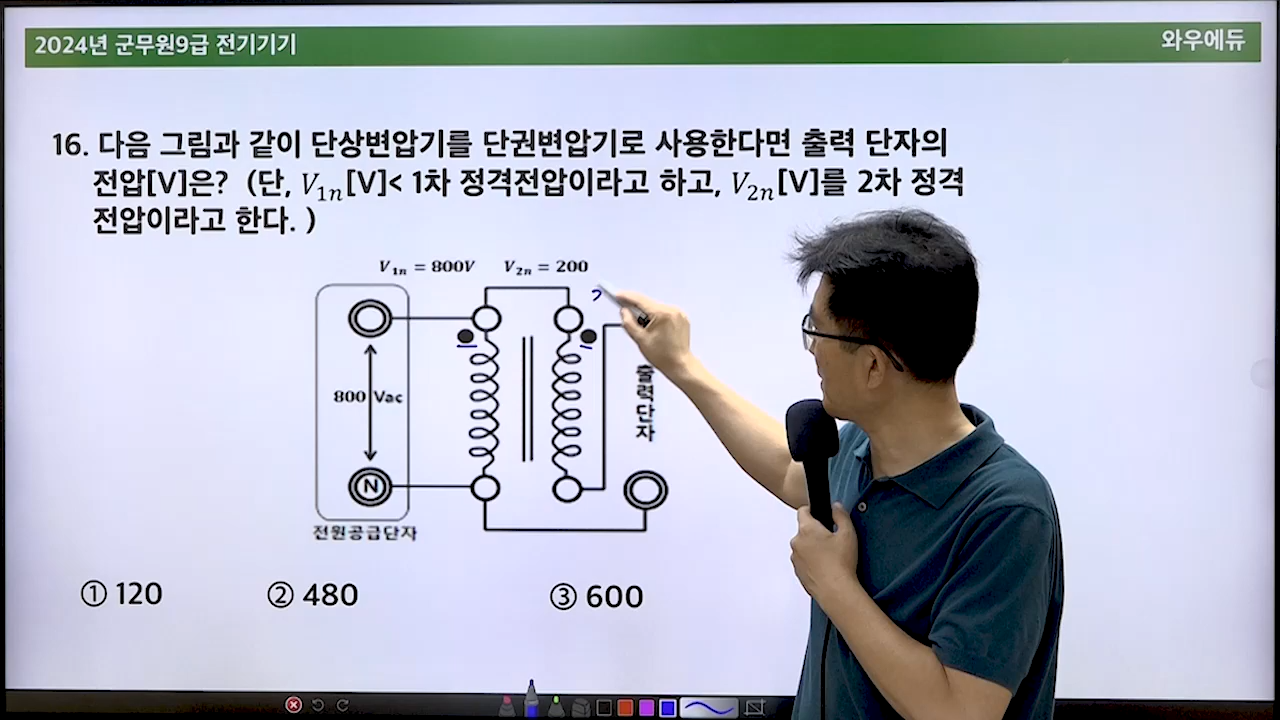 2024년 군무원9급 전기기기
와우에듀
16. 다음 그림과 같이 단상변압기를 단권변압기로 사용한다면 출력 단자의
전압[V]은? (단, V₁ₙ[V]< 1차 정격전압이라고 하고, V₂ₙ[V]를 2차 정격
전압이라고 한다. )
V₁ₙ = 800V V₂ₙ = 200
800 Vac
출력단자
N
전원공급단자
① 120 ② 480 ③ 600